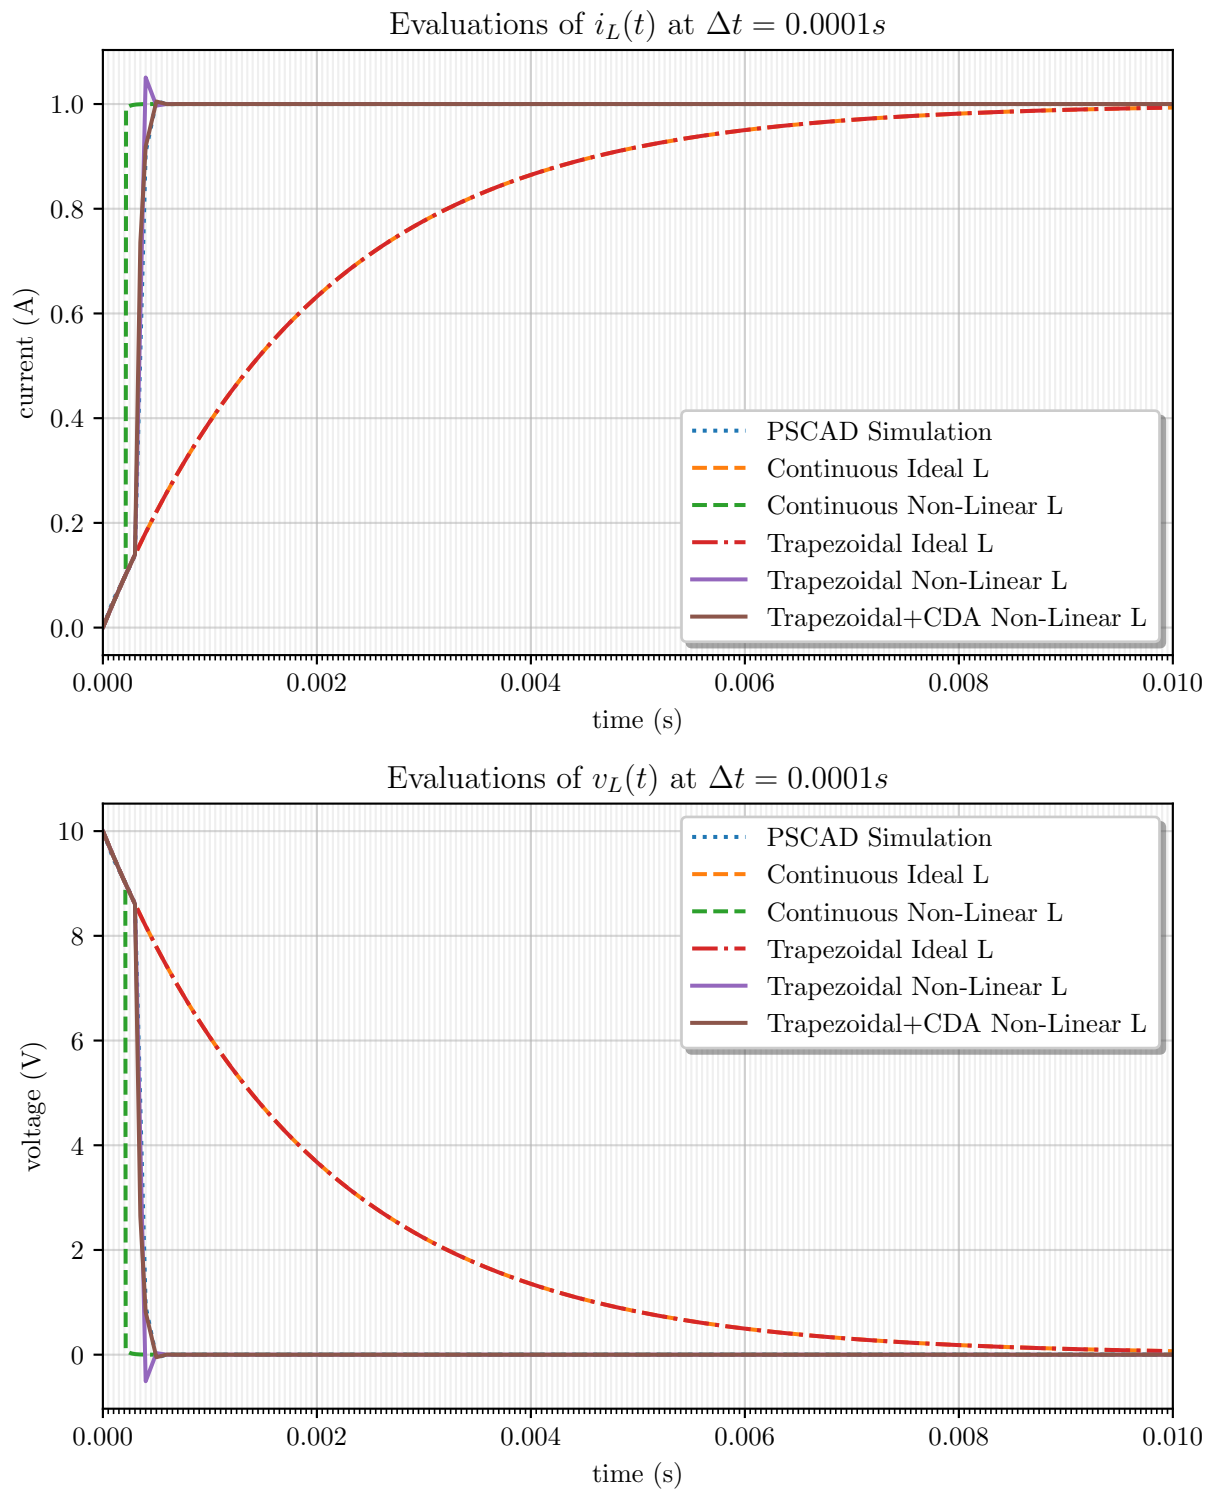 Evaluations of i_L(t) at Δt = 0.0001s
1.0
0.8
0.6
0.4
0.2
0.0
current (A)
PSCAD Simulation
Continuous Ideal L
Continuous Non-Linear L
Trapezoidal Ideal L
Trapezoidal Non-Linear L
Trapezoidal+CDA Non-Linear L
0.000 0.002 0.004 0.006 0.008 0.010
time (s)
Evaluations of v_L(t) at Δt = 0.0001s
10
8
6
4
2
0
voltage (V)
PSCAD Simulation
Continuous Ideal L
Continuous Non-Linear L
Trapezoidal Ideal L
Trapezoidal Non-Linear L
Trapezoidal+CDA Non-Linear L
0.000 0.002 0.004 0.006 0.008 0.010
time (s)